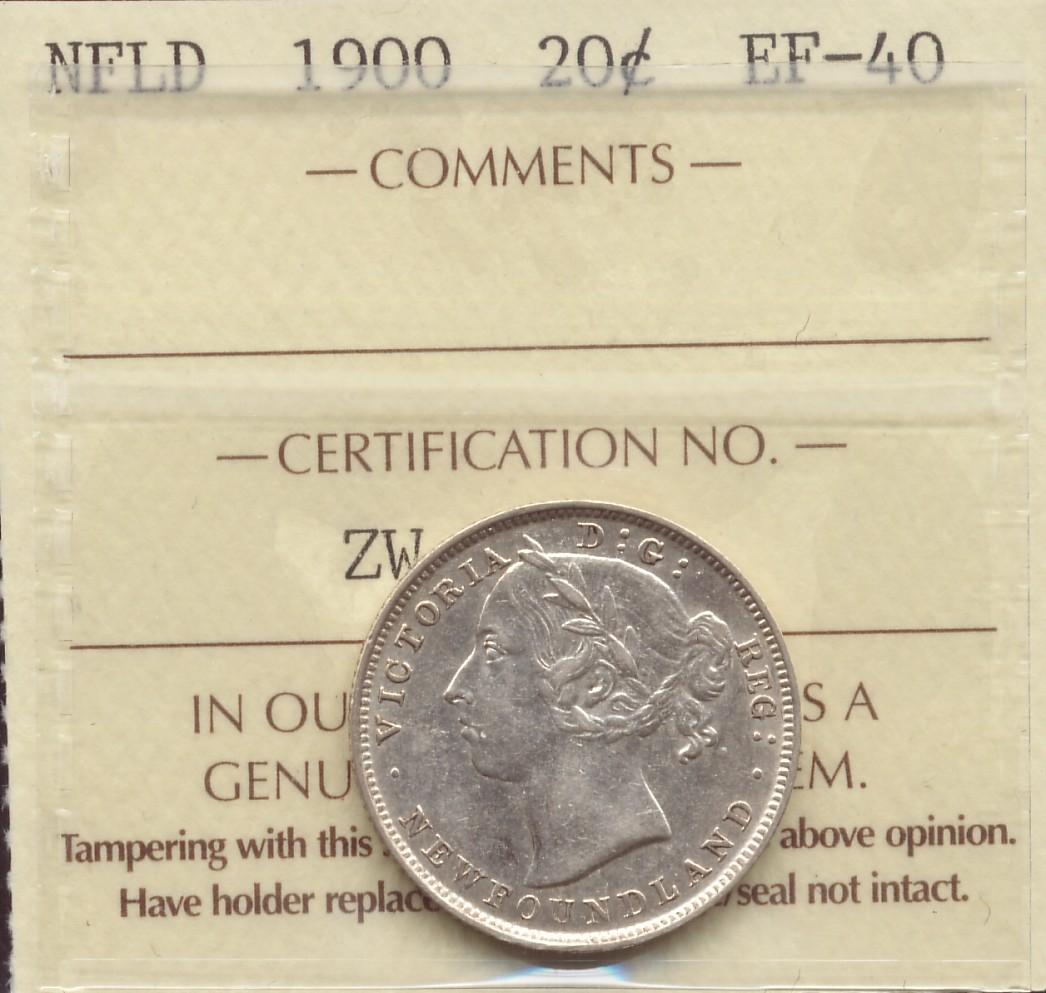 NFLD 1900 20¢ EF-40
— COMMENTS —
— CERTIFICATION NO. —
ZW
IN OU S A
GENU EM.
Tampering with this above opinion.
Have holder replac seal not intact.
VICTORIA D:G: REG:
NEWFOUNDLAND